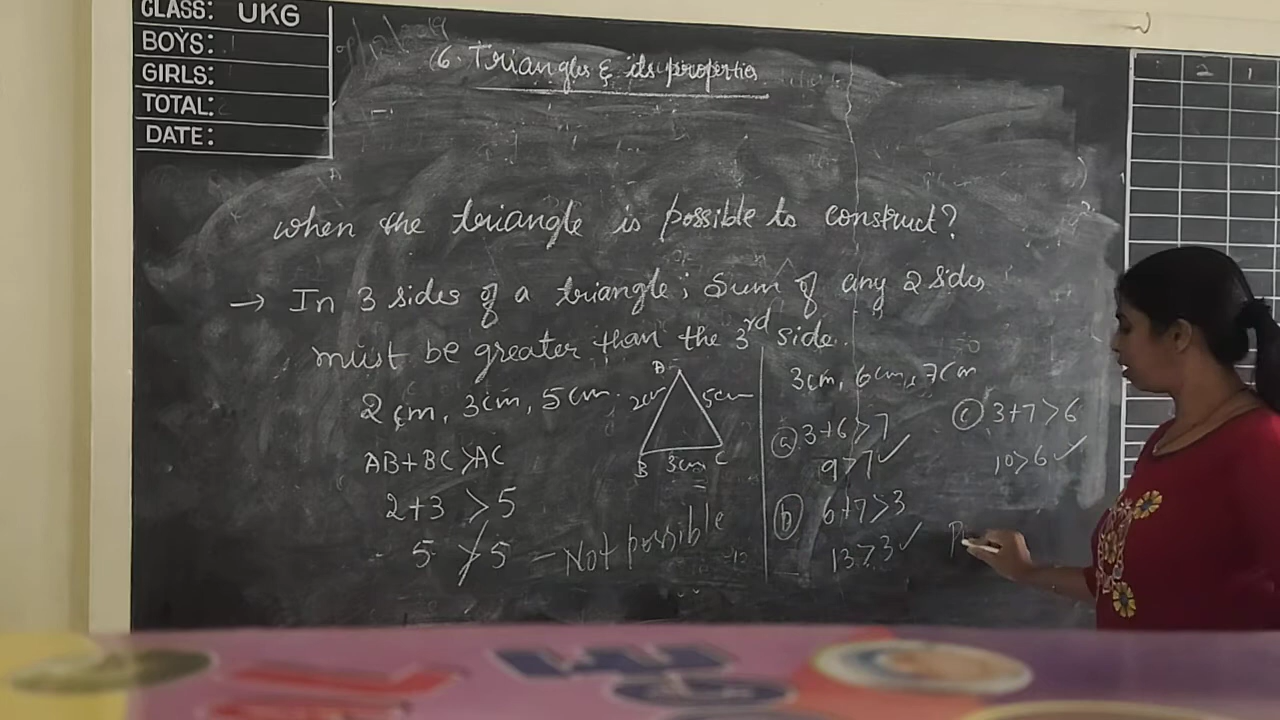 CLASS: UKG
BOYS:
GIRLS:
TOTAL:
DATE:
2 1
6. Triangles & its properties
when the triangle is possible to construct?
→ In 3 sides of a triangle; Sum of any 2 sides
must be greater than the 3rd side.
2cm, 3cm, 5cm.
AB + BC > AC
2+3 > 5
5 ≯ 5 - Not possible
A
2cm 5cm
B 3cm C
3cm, 6cm, 7cm
(a) 3+6>7
9>7 ✓
(b) 6+7>3
13>3 ✓
(c) 3+7>6
10>6 ✓